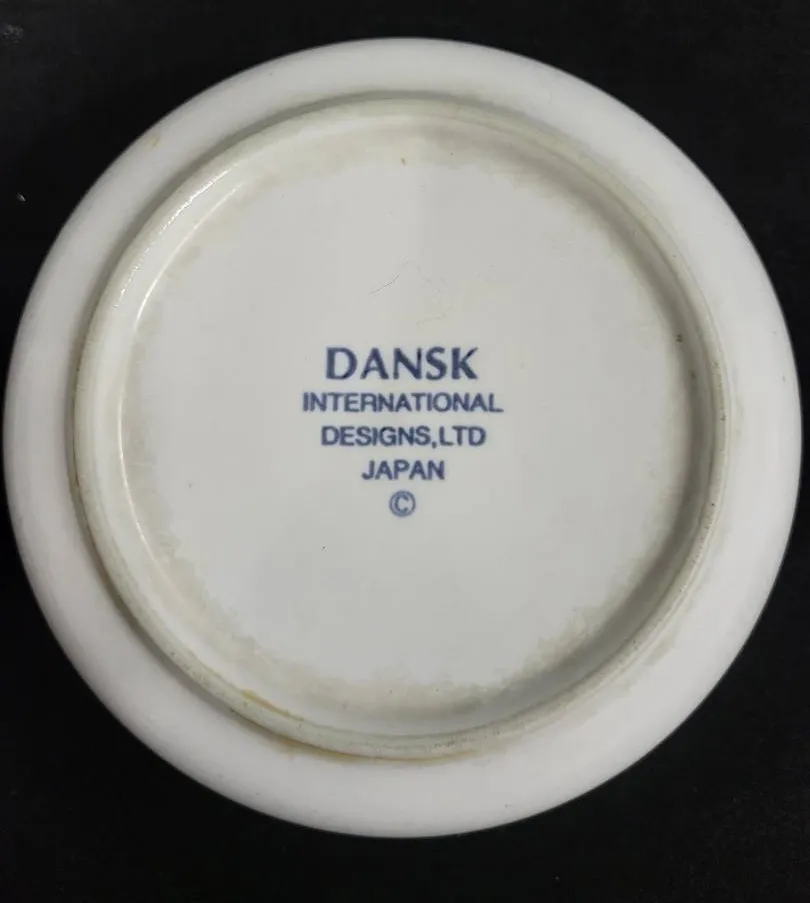 DANSK
INTERNATIONAL
DESIGNS,LTD
JAPAN
©